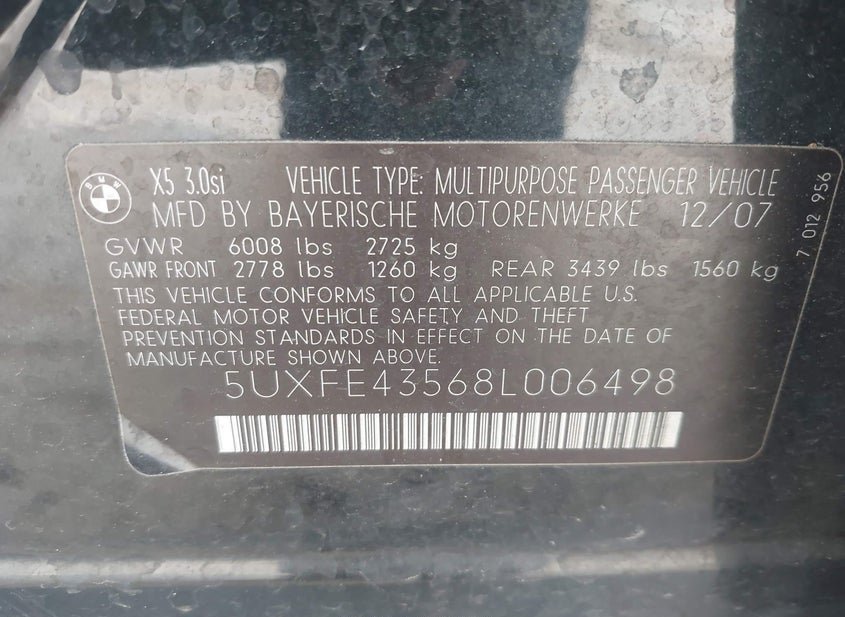 BMW
X5 3.0si VEHICLE TYPE: MULTIPURPOSE PASSENGER VEHICLE
MFD BY BAYERISCHE MOTORENWERKE 12/07
GVWR 6008 lbs 2725 kg
GAWR FRONT 2778 lbs 1260 kg REAR 3439 lbs 1560 kg
THIS VEHICLE CONFORMS TO ALL APPLICABLE U.S.
FEDERAL MOTOR VEHICLE SAFETY AND THEFT
PREVENTION STANDARDS IN EFFECT ON THE DATE OF
MANUFACTURE SHOWN ABOVE.
5UXFE43568L006498
7 012 956